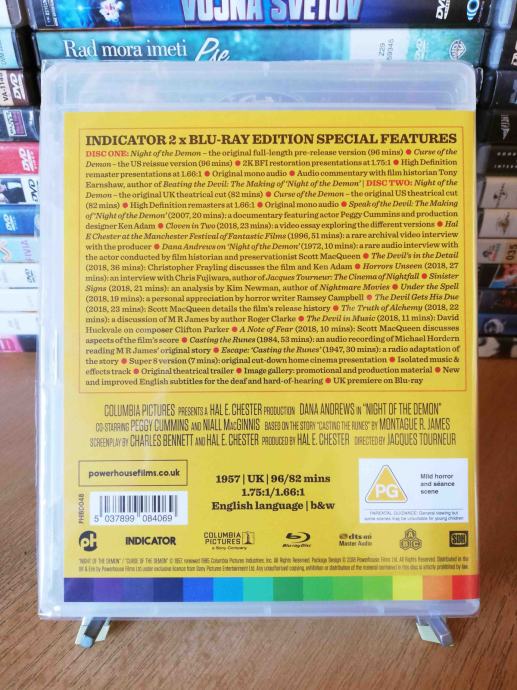 VOJNA SVETOV
Rad mora imeti Pse
INDICATOR 2 x BLU-RAY EDITION SPECIAL FEATURES
DISC ONE: Night of the Demon – the original full-length pre-release version (96 mins) ● Curse of the
Demon – the US reissue version (96 mins) ● 2K BFI restoration presentations at 1.75:1 ● High Definition
remaster presentations at 1.66:1 ● Original mono audio ● Audio commentary with film historian Tony
Earnshaw, author of Beating the Devil: The Making of 'Night of the Demon' | DISC TWO: Night of the
Demon – the original UK theatrical cut (82 mins) ● Curse of the Demon – the original US theatrical cut
(82 mins) ● High Definition remasters at 1.66:1 ● Original mono audio ● Speak of the Devil: The Making
of 'Night of the Demon' (2007, 20 mins): a documentary featuring actor Peggy Cummins and production
designer Ken Adam ● Cloven in Two (2018, 23 mins): a video essay exploring the different versions ● Hal
E Chester at the Manchester Festival of Fantastic Films (1996, 51 mins): a rare archival video interview
with the producer ● Dana Andrews on 'Night of the Demon' (1972, 10 mins): a rare audio interview with
the actor conducted by film historian and preservationist Scott MacQueen ● The Devil's in the Detail
(2018, 36 mins): Christopher Frayling discusses the film and Ken Adam ● Horrors Unseen (2018, 27
mins): an interview with Chris Fujiwara, author of Jacques Tourneur: The Cinema of Nightfall ● Sinister
Signs (2018, 21 mins): an analysis by Kim Newman, author of Nightmare Movies ● Under the Spell
(2018, 19 mins): a personal appreciation by horror writer Ramsey Campbell ● The Devil Gets His Due
(2018, 23 mins): Scott MacQueen details the film's release history ● The Truth of Alchemy (2018, 22
mins): a discussion of M R James by author Roger Clarke ● The Devil in Music (2018, 11 mins): David
Huckvale on composer Clifton Parker ● A Note of Fear (2018, 10 mins): Scott MacQueen discusses
aspects of the film's score ● Casting the Runes (1984, 53 mins): an audio recording of Michael Hordern
reading M R James' original story ● Escape: 'Casting the Runes' (1947, 30 mins): a radio adaptation of
the story ● Super 8 version (7 mins): original cut-down home cinema presentation ● Isolated music &
effects track ● Original theatrical trailer ● Image gallery: promotional and production material ● New
and improved English subtitles for the deaf and hard-of-hearing ● UK premiere on Blu-ray
COLUMBIA PICTURES PRESENTS A HAL E. CHESTER PRODUCTION DANA ANDREWS IN "NIGHT OF THE DEMON"
CO-STARRING PEGGY CUMMINS AND NIALL MacGINNIS BASED ON THE STORY "CASTING THE RUNES" BY MONTAGUE R. JAMES
SCREENPLAY BY CHARLES BENNETT AND HAL E. CHESTER PRODUCED BY HAL E. CHESTER DIRECTED BY JACQUES TOURNEUR
powerhousefilms.co.uk
PHIB0048
5 037899 084069
1957 | UK | 96/82 mins
1.75:1/1.66:1
English language | b&w
PG
Mild horror
and séance
scene
PARENTAL GUIDANCE: General viewing but
some scenes may be unsuitable for young children
ph
INDICATOR
COLUMBIA
PICTURES
a Sony Company
Blu-ray Disc
dts-HD
Master Audio
SDH